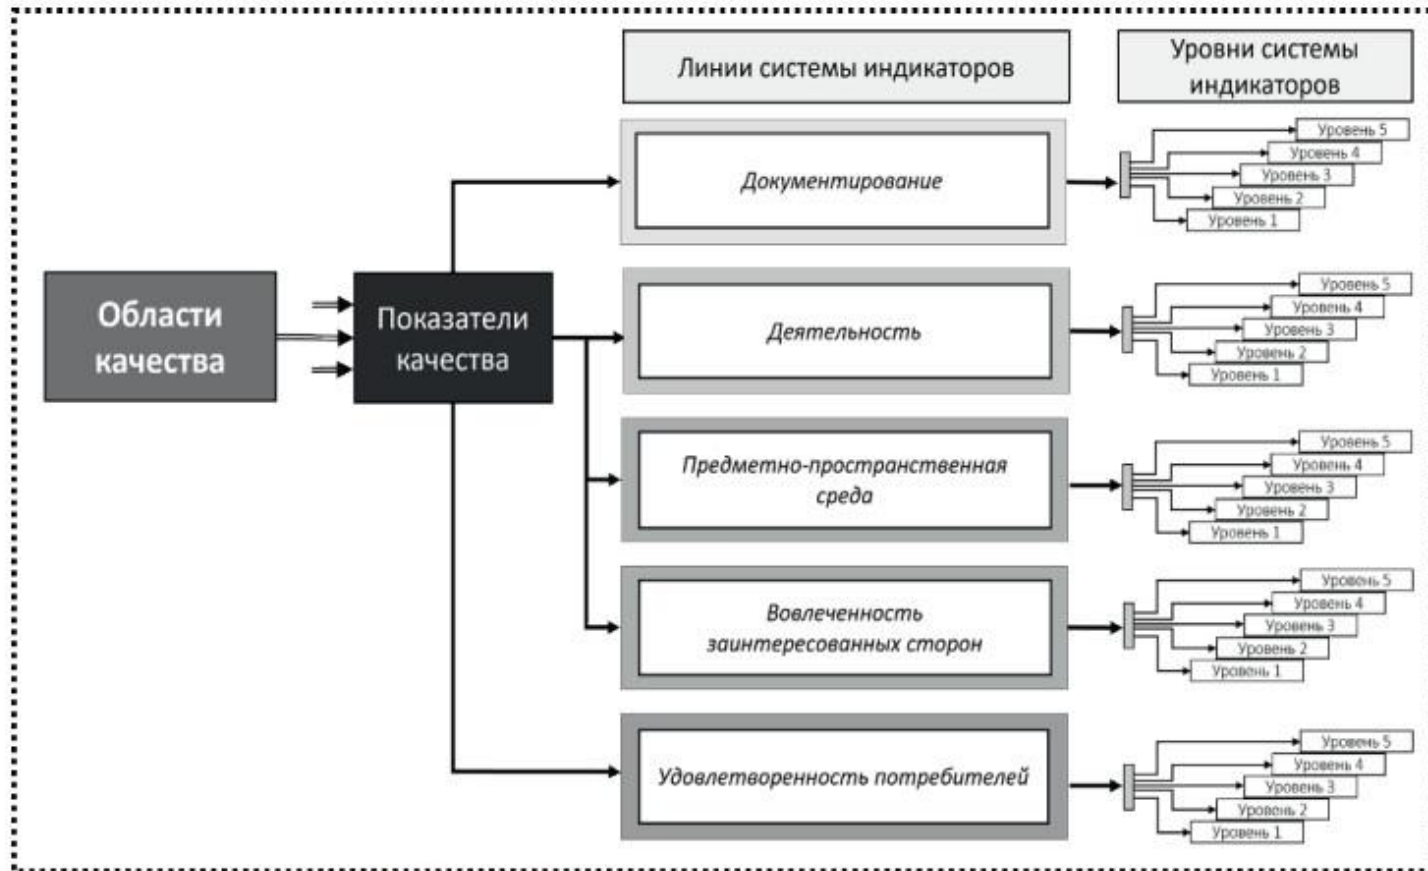 Линии системы индикаторов
Уровни системы
индикаторов
Области
качества
Показатели
качества
Документирование
Уровень 5
Уровень 4
Уровень 3
Уровень 2
Уровень 1
Деятельность
Уровень 5
Уровень 4
Уровень 3
Уровень 2
Уровень 1
Предметно-пространственная
среда
Уровень 5
Уровень 4
Уровень 3
Уровень 2
Уровень 1
Вовлеченность
заинтересованных сторон
Уровень 5
Уровень 4
Уровень 3
Уровень 2
Уровень 1
Удовлетворенность потребителей
Уровень 5
Уровень 4
Уровень 3
Уровень 2
Уровень 1